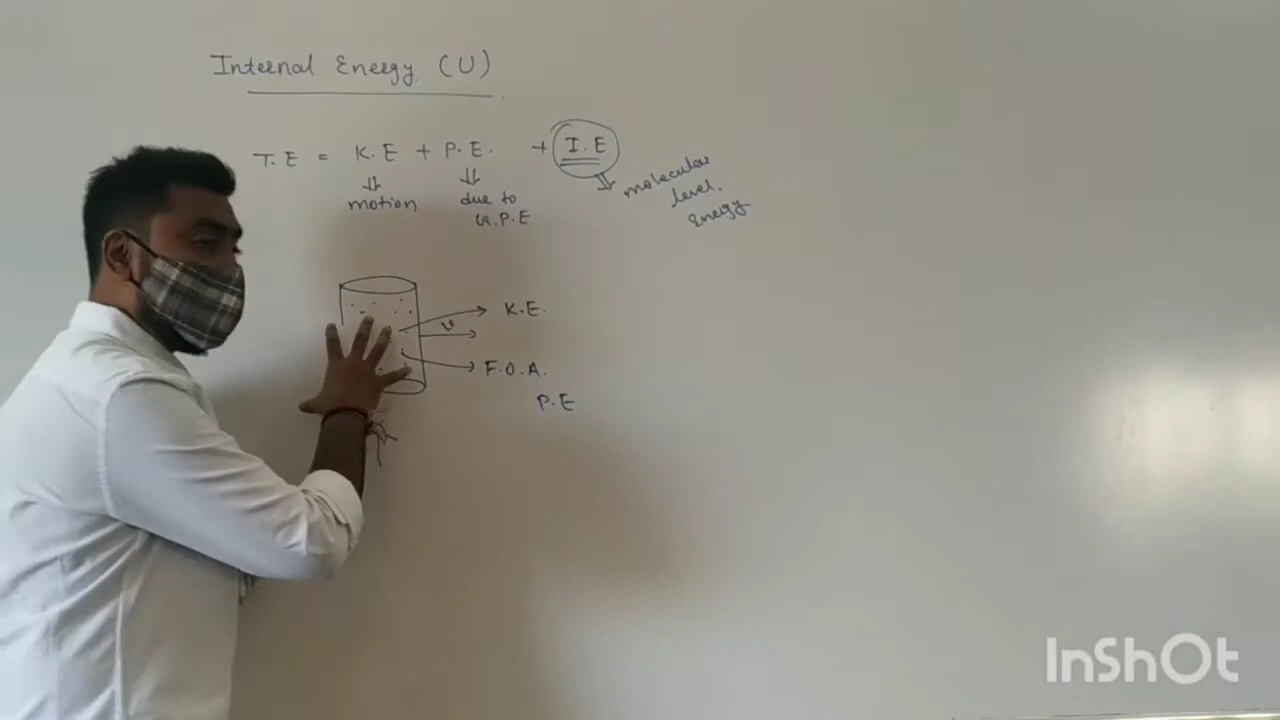 Internal Energy (U)
T.E = K.E + P.E. + I.E
motion
due to
G.P.E
molecular
level.
Energy
K.E.
v
F.O.A.
P.E
InShOt